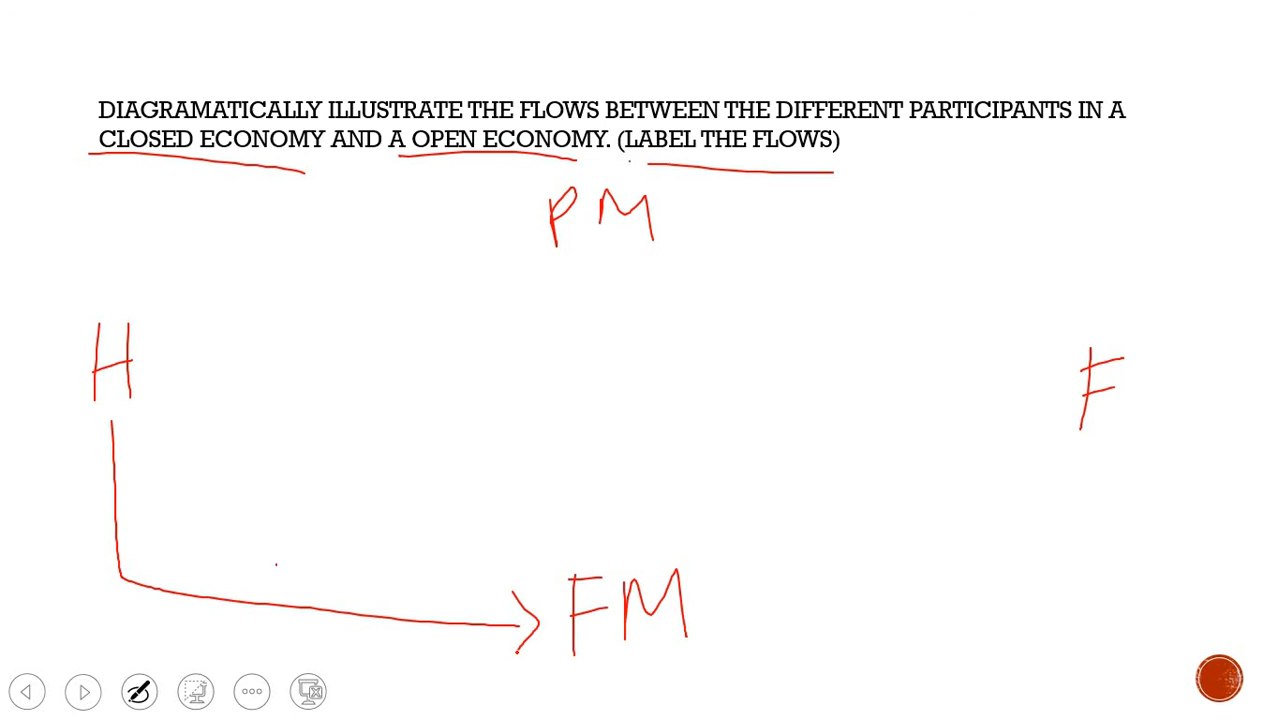 DIAGRAMATICALLY ILLUSTRATE THE FLOWS BETWEEN THE DIFFERENT PARTICIPANTS IN A
CLOSED ECONOMY AND A OPEN ECONOMY. (LABEL THE FLOWS)
PM
H
F
FM